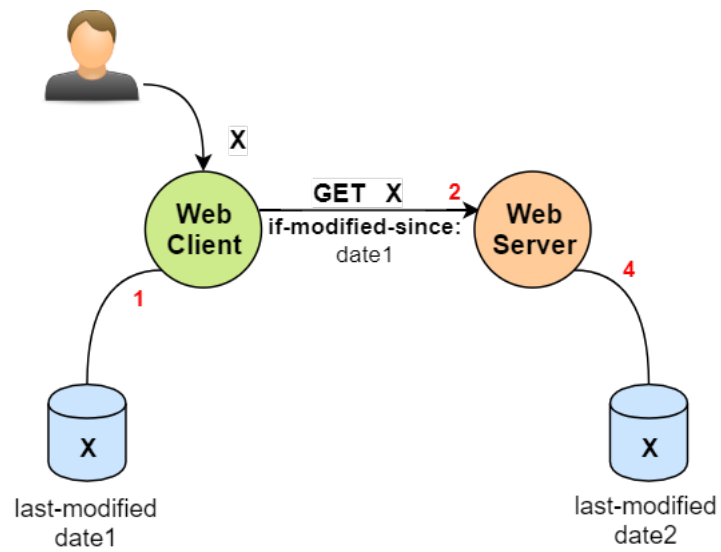 X
GET X 2
Web
Client
if-modified-since:
date1
Web
Server
1
4
X
last-modified
date1
X
last-modified
date2